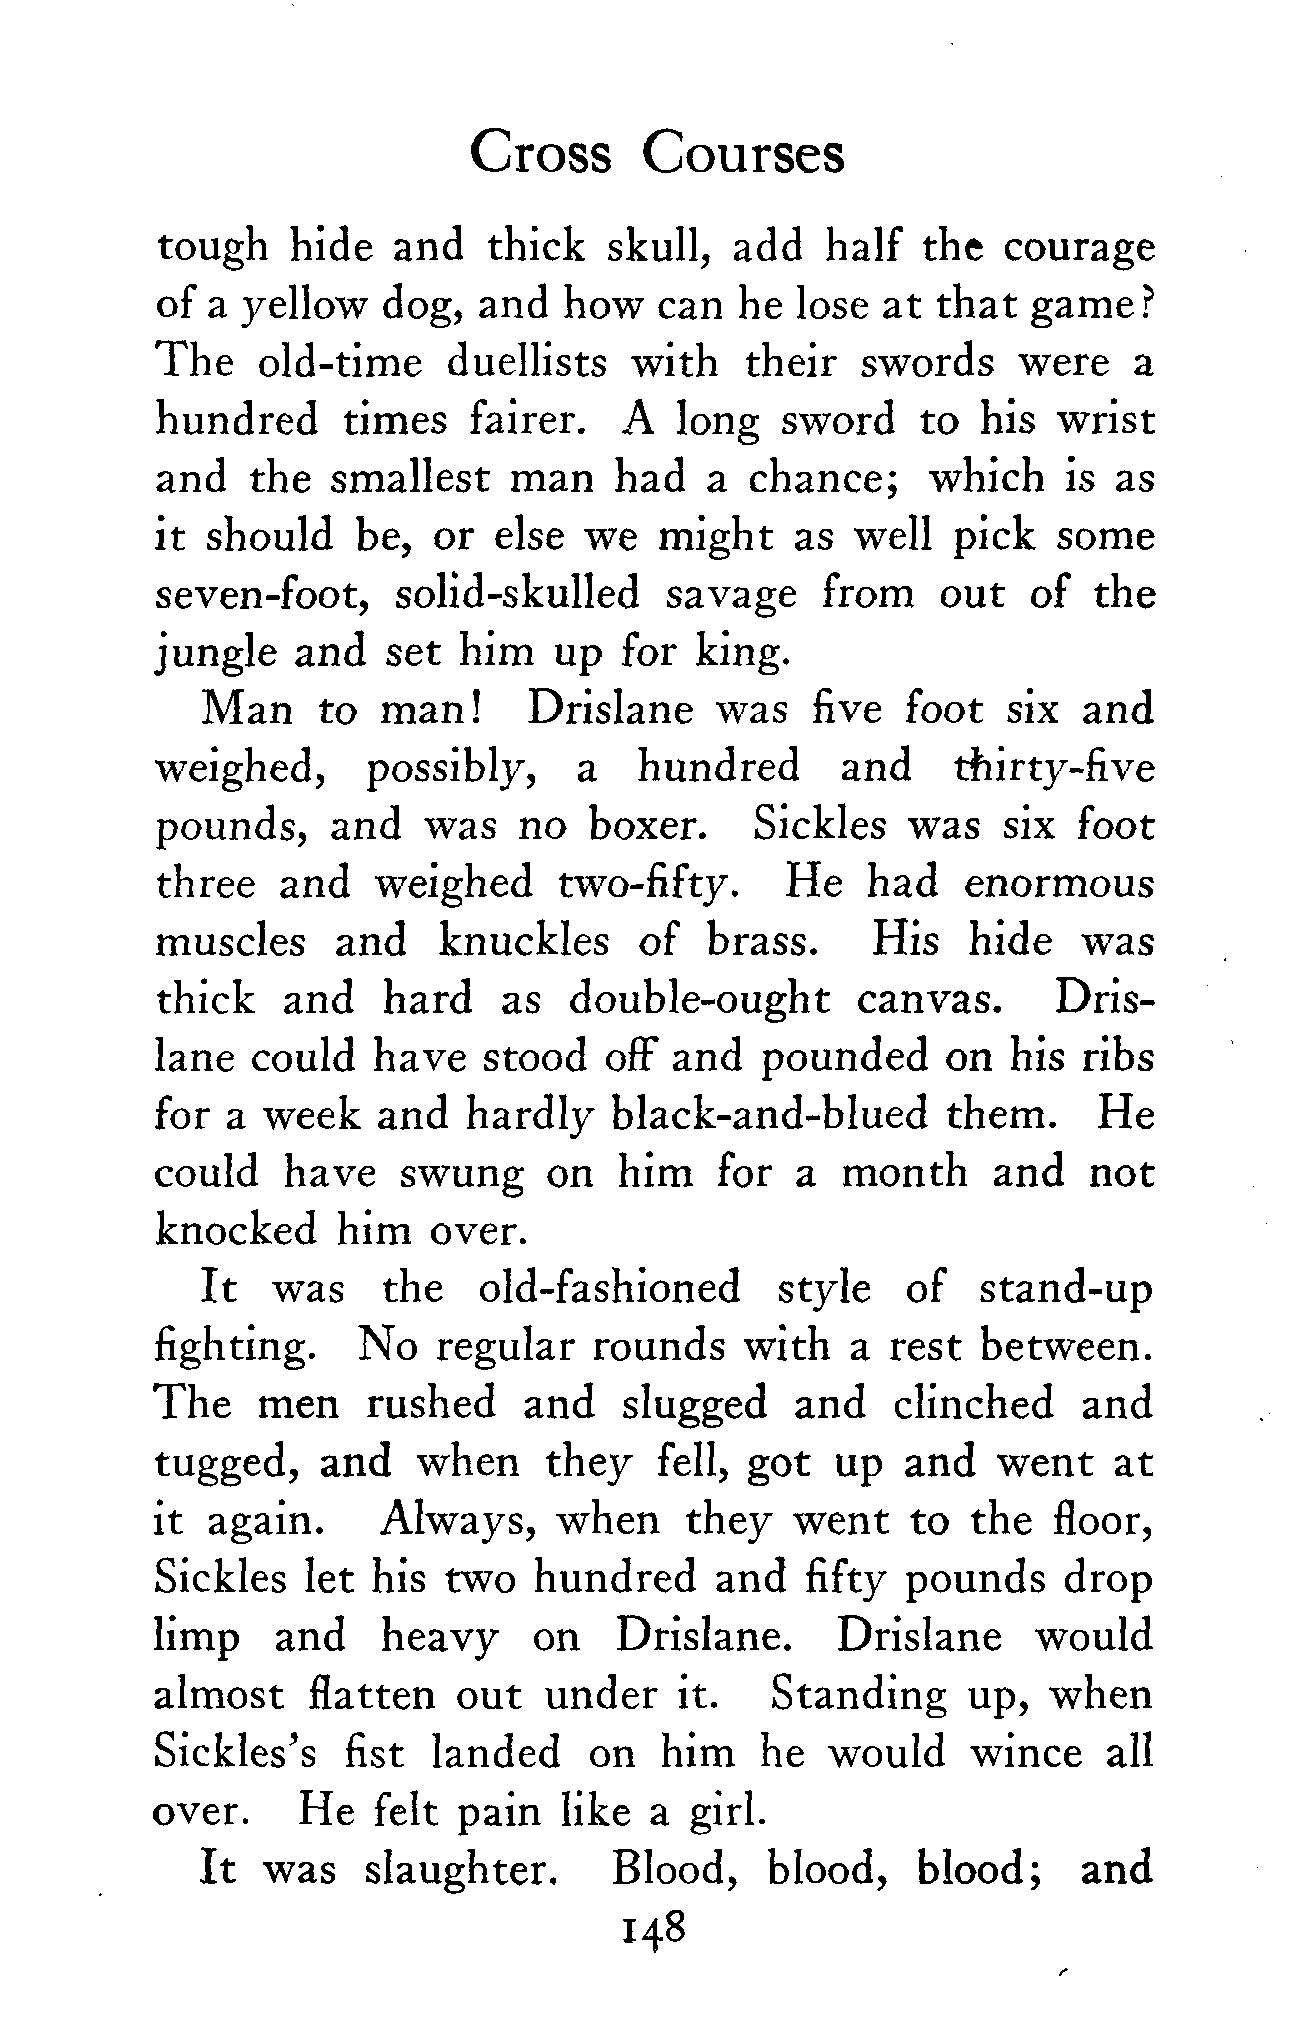 Cross Courses
tough hide and thick skull, add half the courage
of a yellow dog, and how can he lose at that game?
The old-time duellists with their swords were a
hundred times fairer. A long sword to his wrist
and the smallest man had a chance; which is as
it should be, or else we might as well pick some
seven-foot, solid-skulled savage from out of the
jungle and set him up for king.
Man to man! Drislane was five foot six and
weighed, possibly, a hundred and thirty-five
pounds, and was no boxer. Sickles was six foot
three and weighed two-fifty. He had enormous
muscles and knuckles of brass. His hide was
thick and hard as double-ought canvas. Dris-
lane could have stood off and pounded on his ribs
for a week and hardly black-and-blued them. He
could have swung on him for a month and not
knocked him over.
It was the old-fashioned style of stand-up
fighting. No regular rounds with a rest between.
The men rushed and slugged and clinched and
tugged, and when they fell, got up and went at
it again. Always, when they went to the floor,
Sickles let his two hundred and fifty pounds drop
limp and heavy on Drislane. Drislane would
almost flatten out under it. Standing up, when
Sickles's fist landed on him he would wince all
over. He felt pain like a girl.
It was slaughter. Blood, blood, blood; and
148